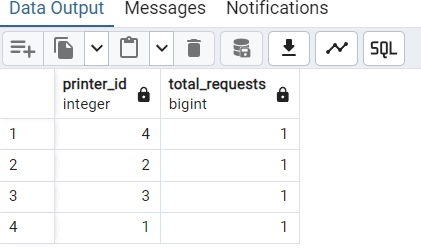 Data Output Messages Notifications
SQL
printer_id total_requests
integer bigint
1 4 1
2 2 1
3 3 1
4 1 1